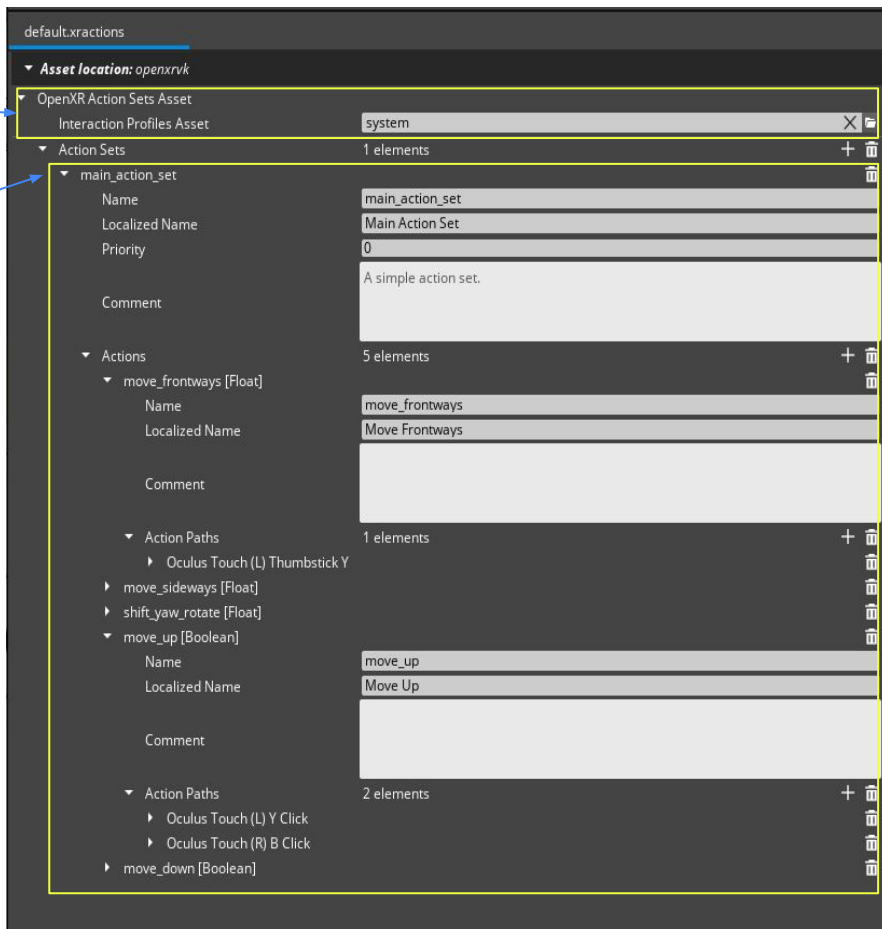 default.xractions
Asset location: openxrvk
OpenXR Action Sets Asset
Interaction Profiles Asset system
Action Sets 1 elements
main_action_set
Name main_action_set
Localized Name Main Action Set
Priority 0
A simple action set.
Comment
Actions 5 elements
move_frontways [Float]
Name move_frontways
Localized Name Move Frontways
Comment
Action Paths 1 elements
Oculus Touch (L) Thumbstick Y
move_sideways [Float]
shift_yaw_rotate [Float]
move_up [Boolean]
Name move_up
Localized Name Move Up
Comment
Action Paths 2 elements
Oculus Touch (L) Y Click
Oculus Touch (R) B Click
move_down [Boolean]